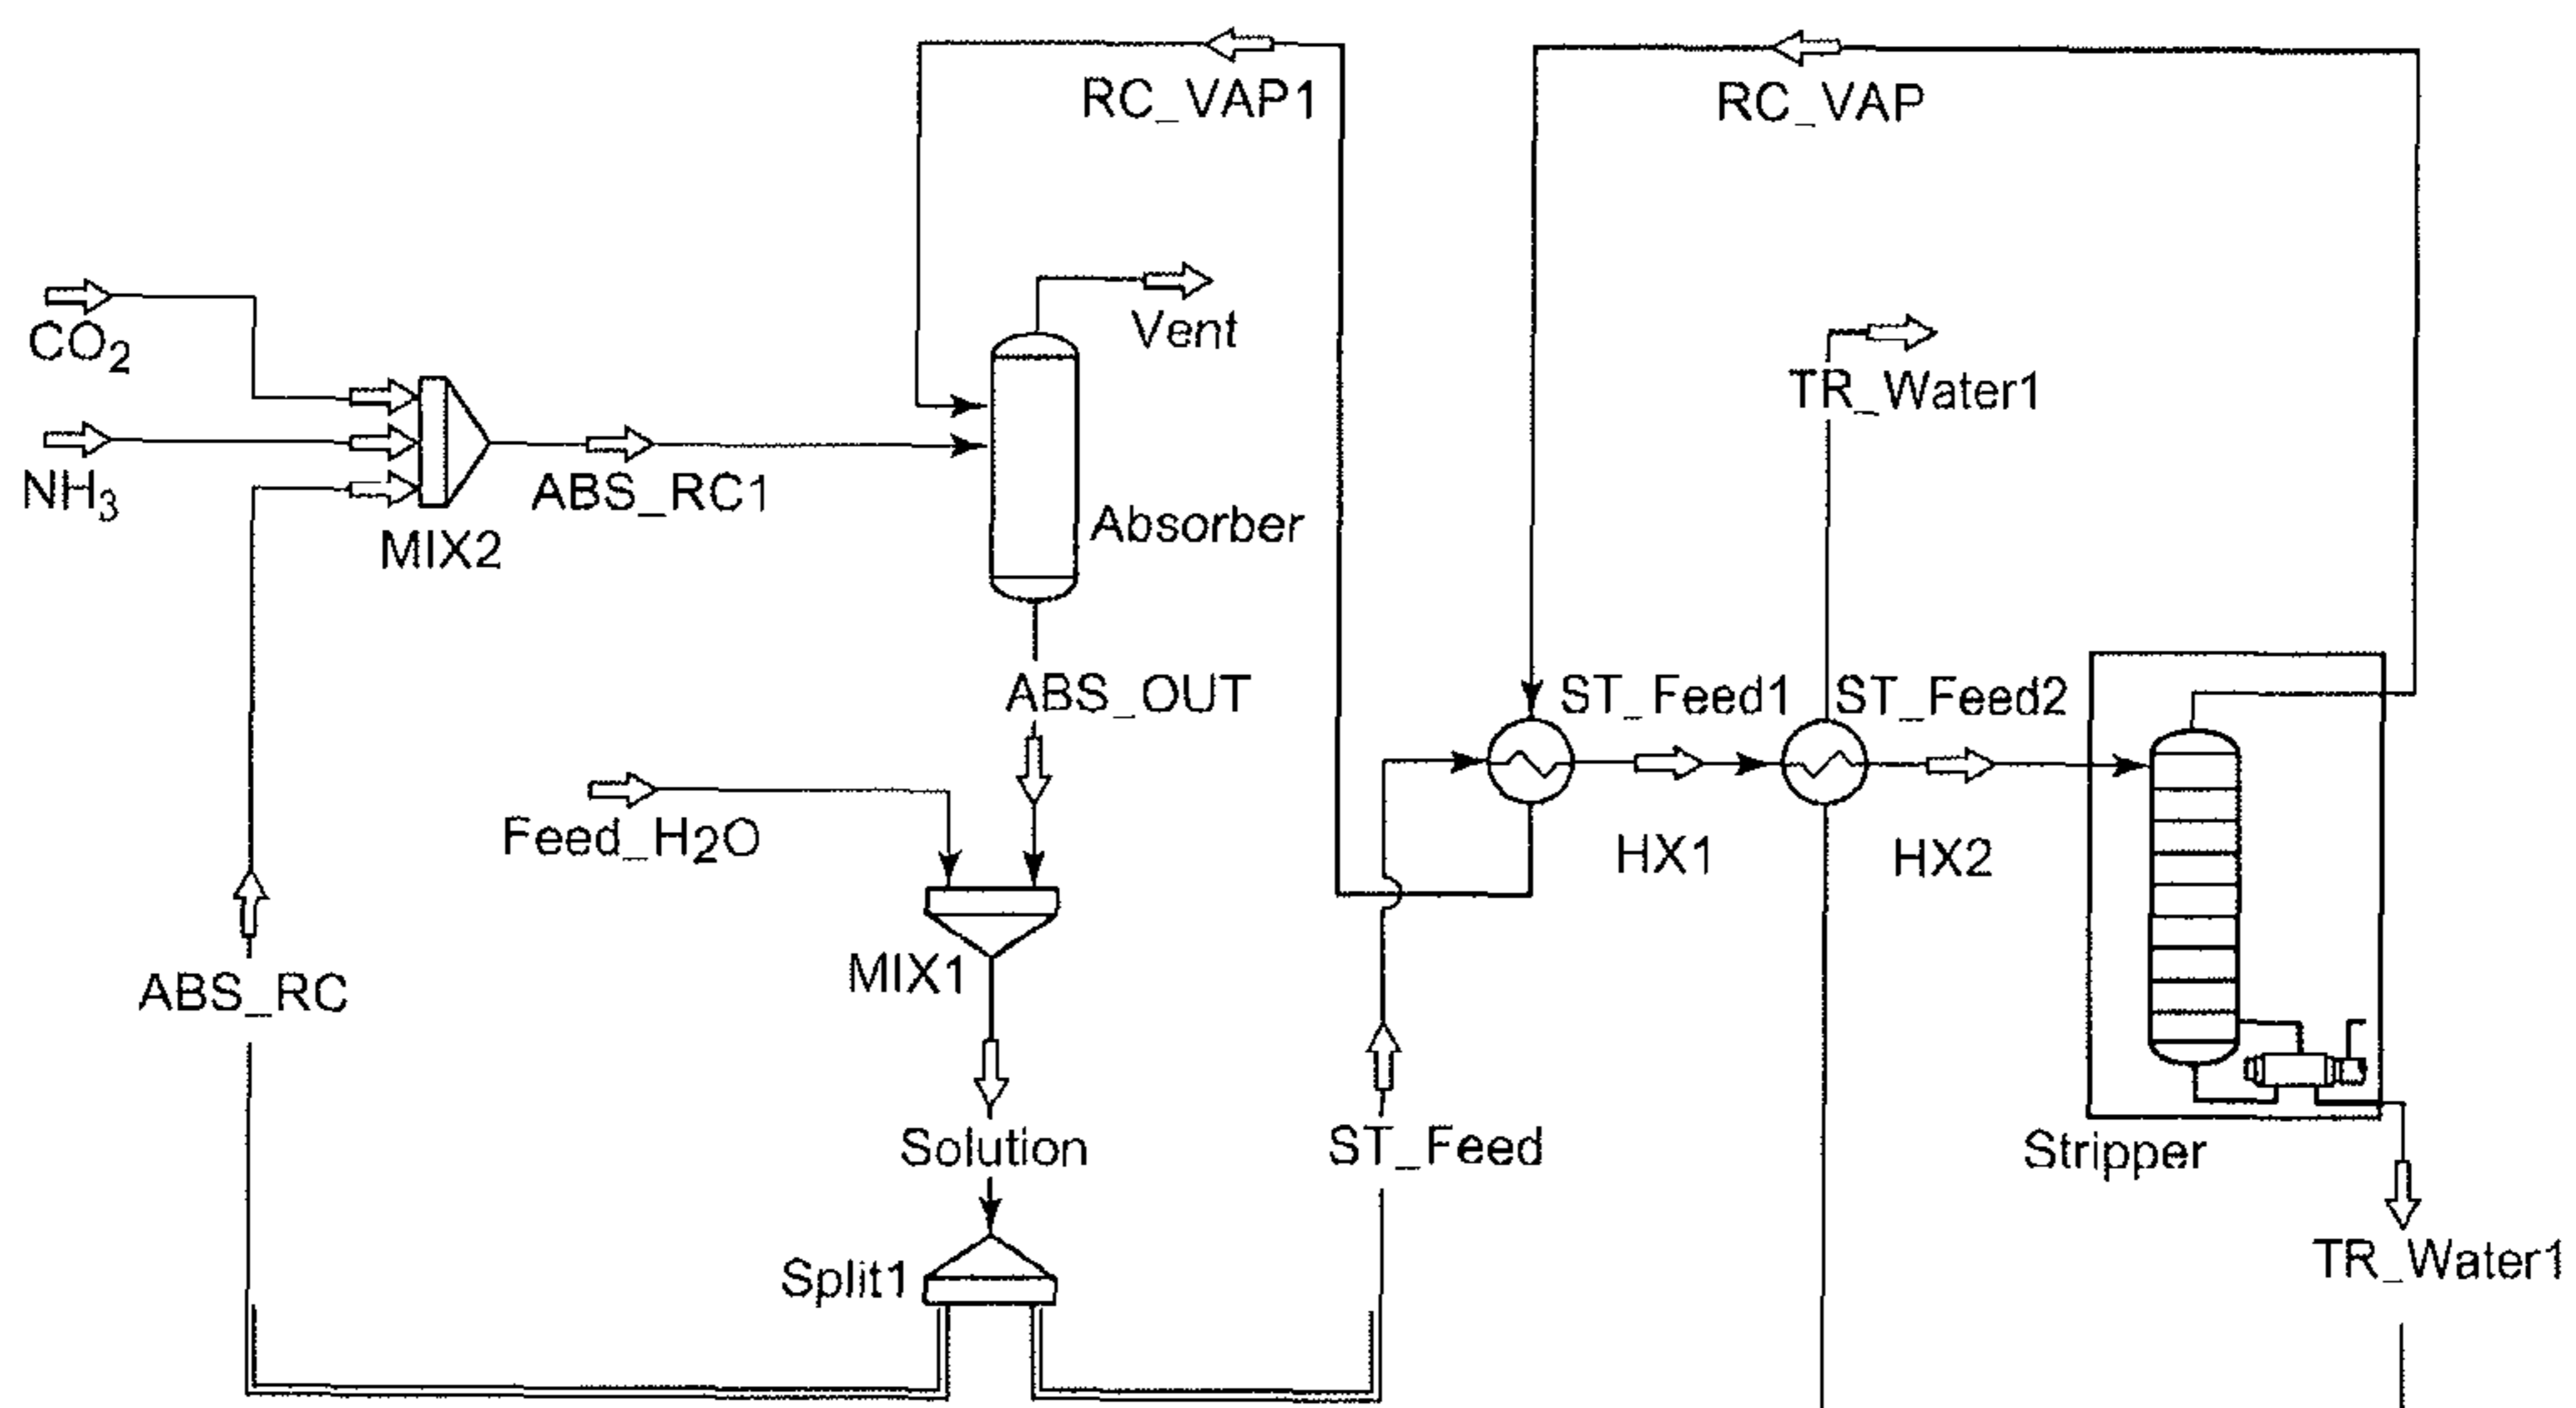 RC_VAP1
RC_VAP
CO2
Vent
TR_Water1
NH3
ABS_RC1
MIX2
Absorber
ABS_OUT
ST_Feed1
ST_Feed2
Feed_H2O
HX1
HX2
MIX1
ABS_RC
Solution
ST_Feed
Stripper
Split1
TR_Water1